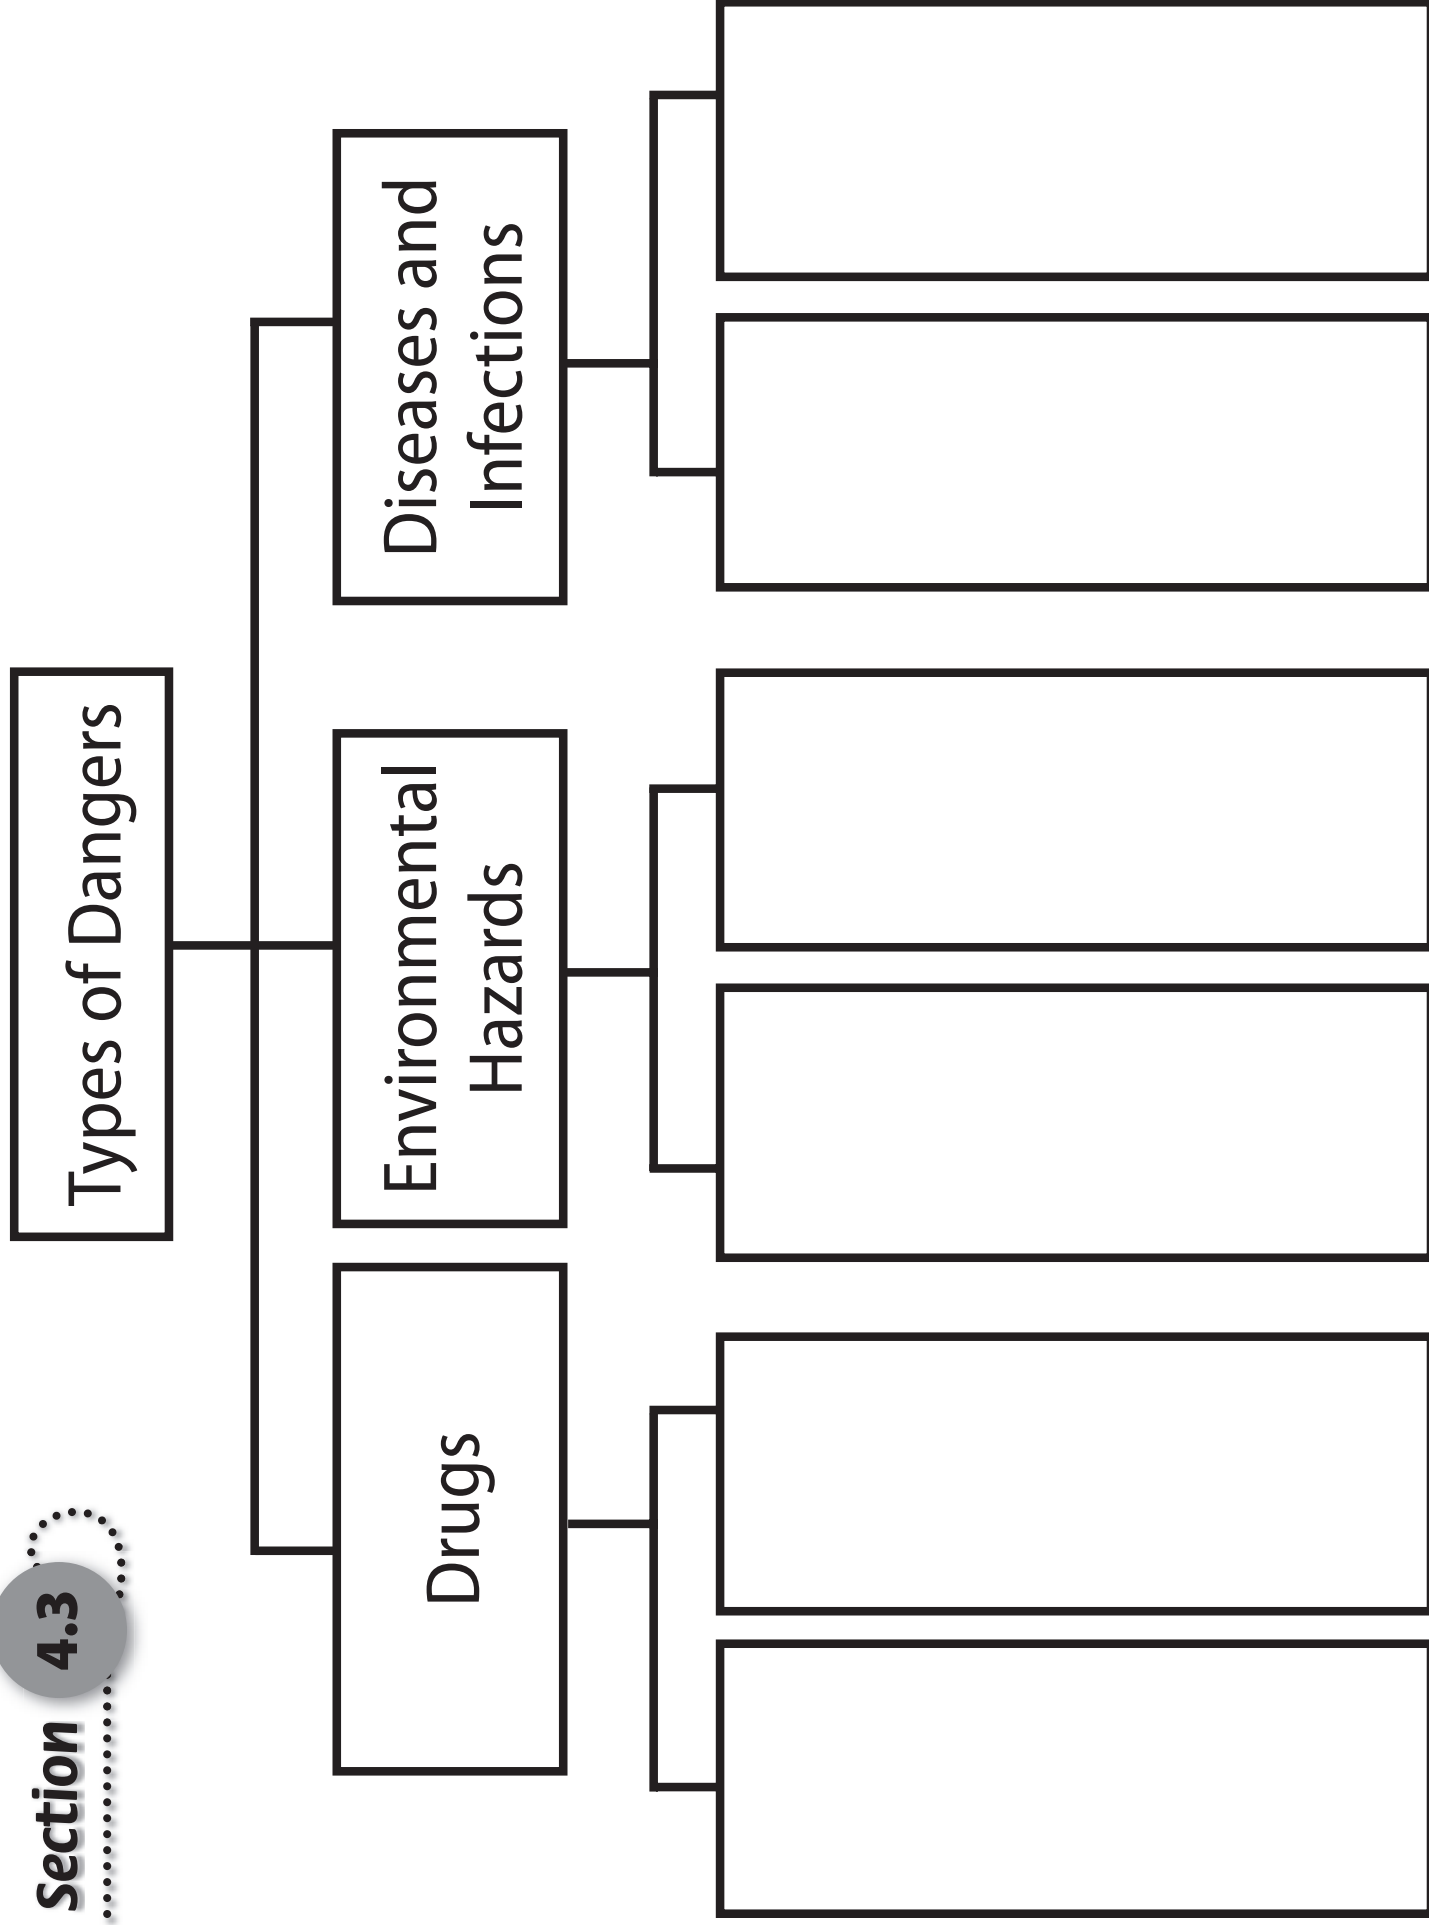 Section 4.3
Types of Dangers
Drugs
Environmental
Hazards
Diseases and
Infections